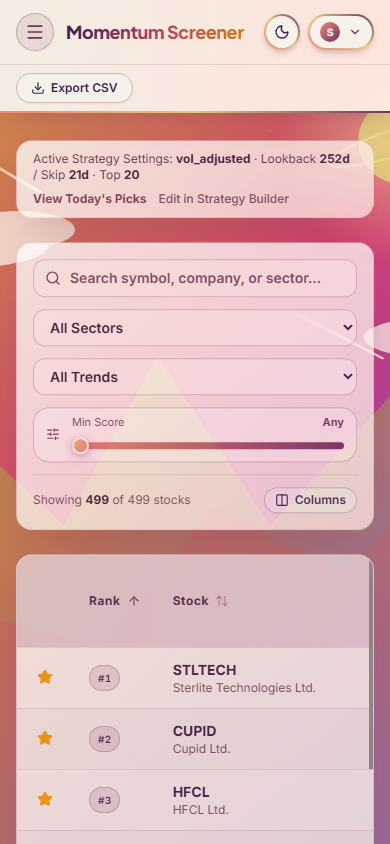 Momentum Screener
S
Export CSV
Active Strategy Settings: vol_adjusted · Lookback 252d
/ Skip 21d · Top 20
View Today's Picks Edit in Strategy Builder
Search symbol, company, or sector...
All Sectors
All Trends
Min Score Any
Showing 499 of 499 stocks
Columns
Rank Stock
#1 STLTECH
Sterlite Technologies Ltd.
#2 CUPID
Cupid Ltd.
#3 HFCL
HFCL Ltd.